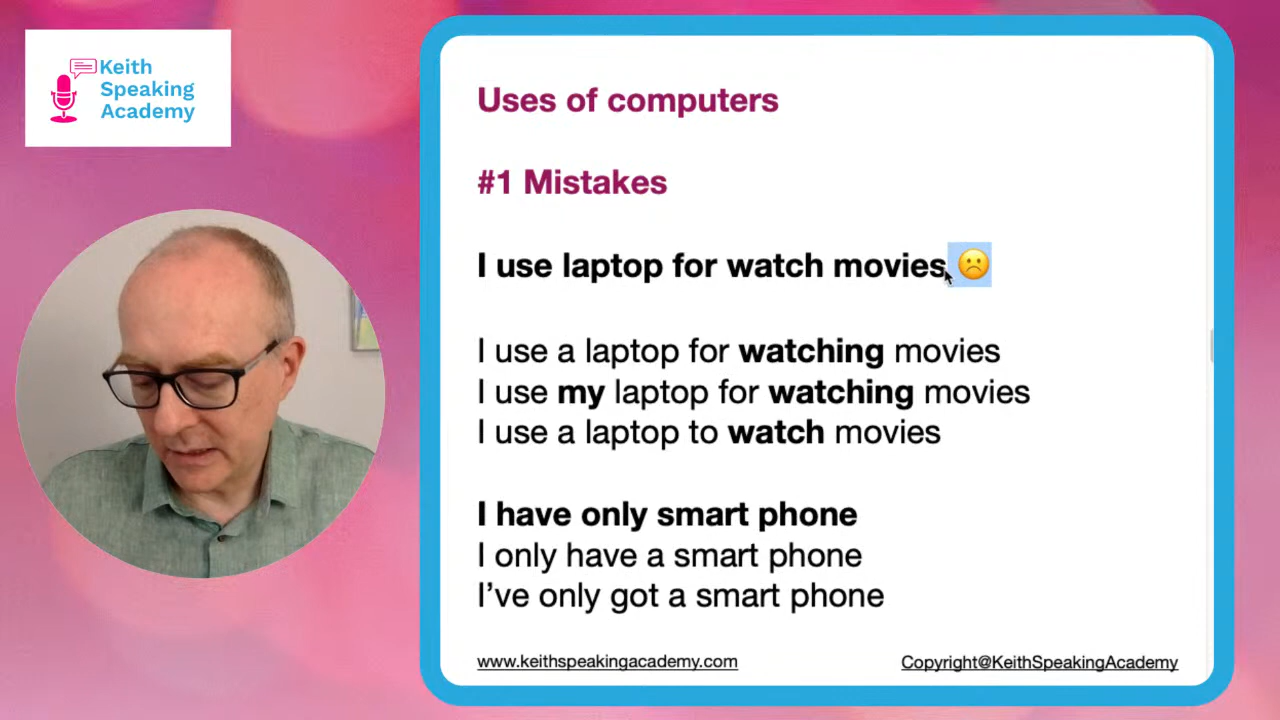 Keith
Speaking
Academy
Uses of computers
#1 Mistakes
I use laptop for watch movies ☹️
I use a laptop for watching movies
I use my laptop for watching movies
I use a laptop to watch movies
I have only smart phone
I only have a smart phone
I’ve only got a smart phone
www.keithspeakingacademy.com
Copyright@KeithSpeakingAcademy